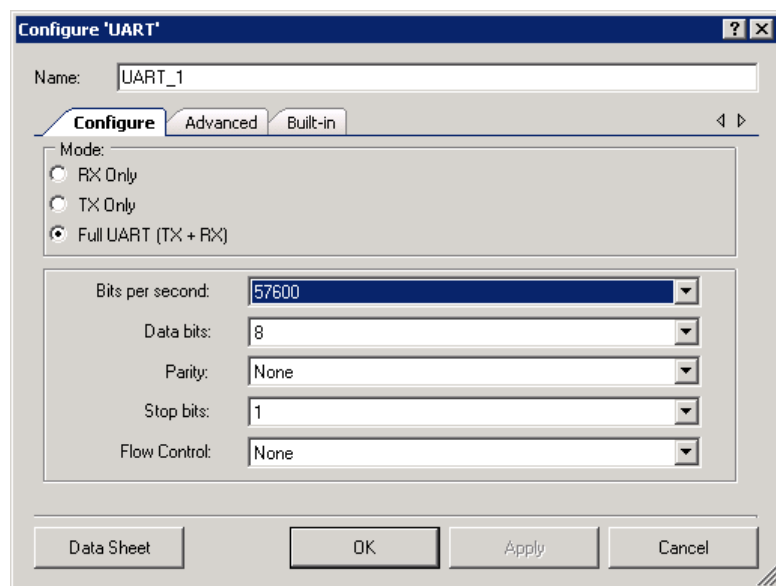 Configure 'UART'
Name: UART_1
Configure Advanced Built-in
Mode:
RX Only
TX Only
Full UART (TX + RX)
Bits per second: 57600
Data bits: 8
Parity: None
Stop bits: 1
Flow Control: None
Data Sheet OK Apply Cancel